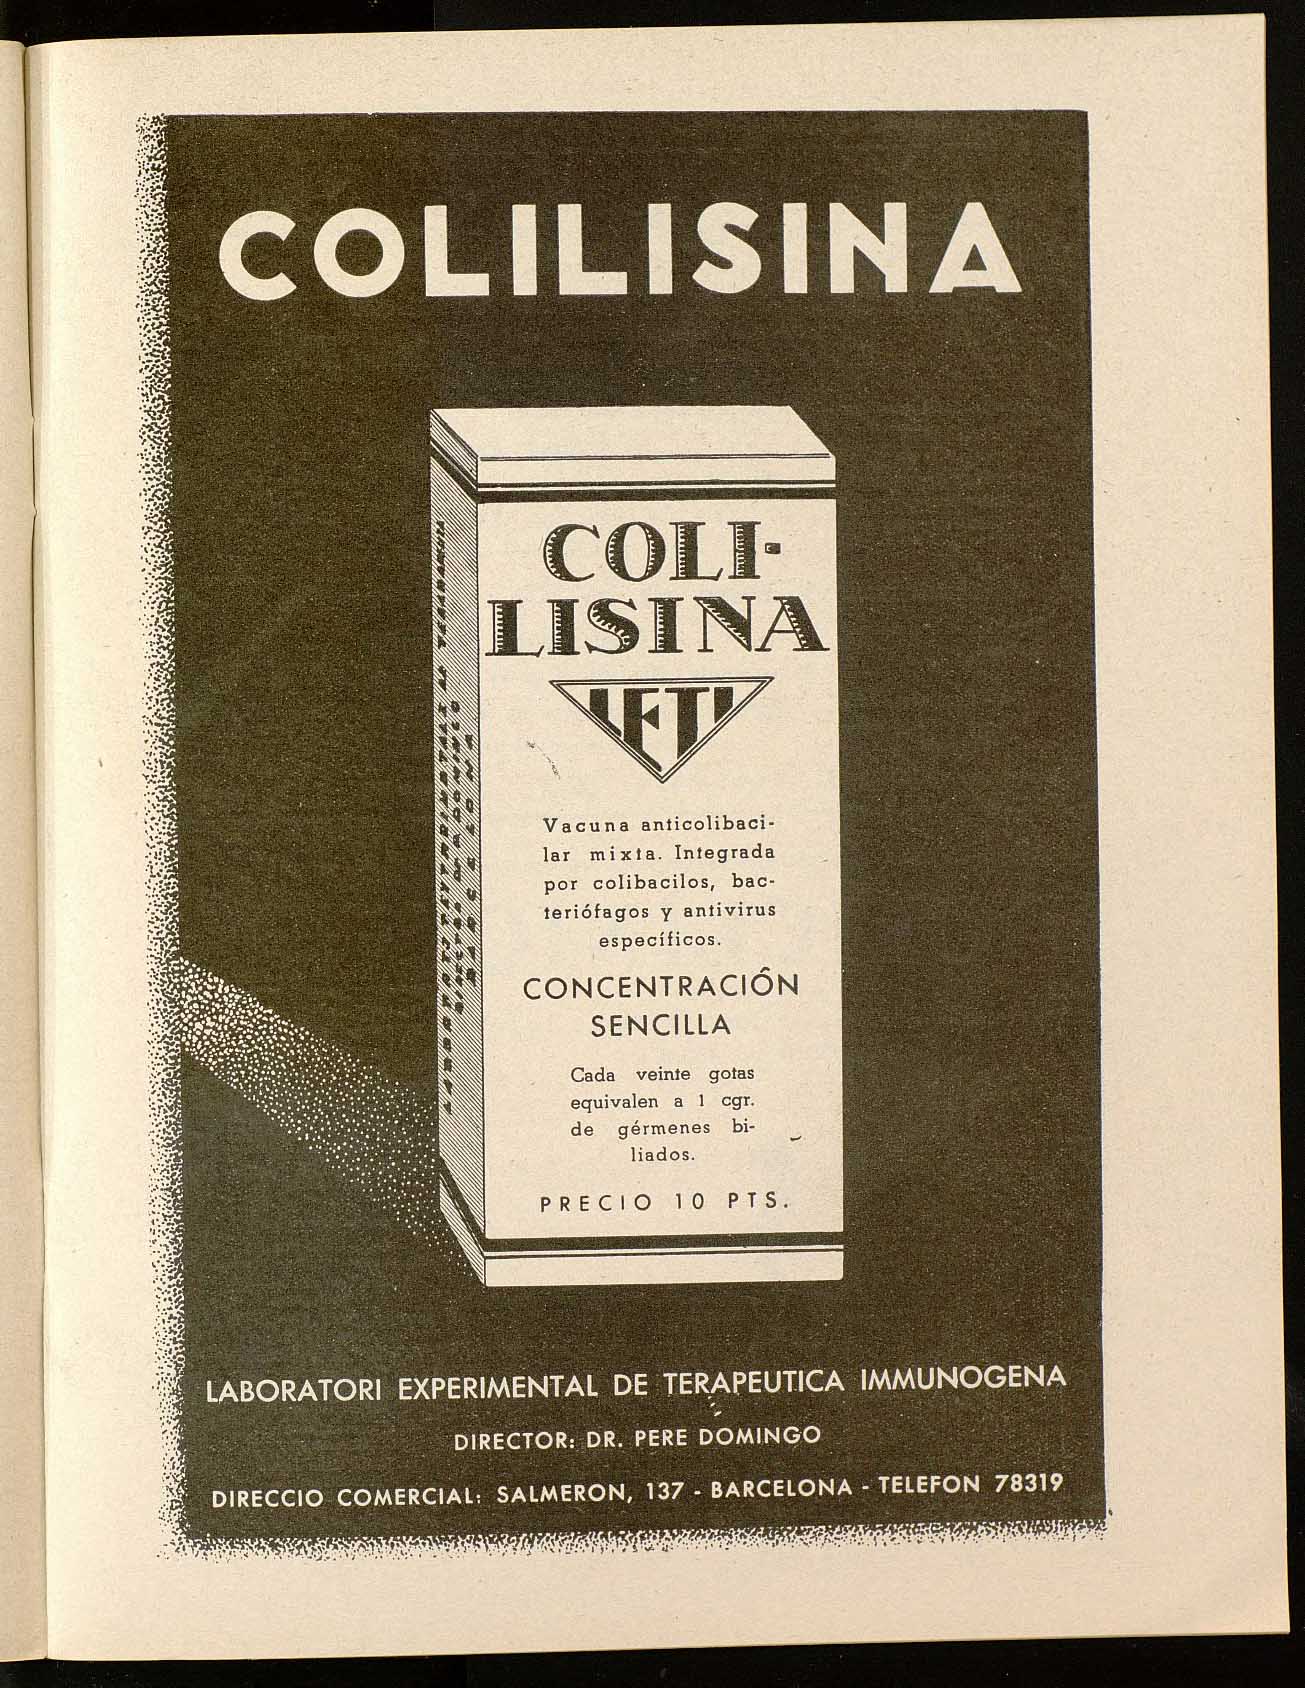 COLILISINA
COLI-
LISINA
LETI
Vacuna anticolibaci-
lar mixta. Integrada
por colibacilos, bac-
teriófagos y antivirus
específicos.
CONCENTRACIÓN
SENCILLA
Cada veinte gotas
equivalen a 1 cgr.
de gérmenes bi-
liados.
PRECIO 10 PTS.
LABORATORI EXPERIMENTAL DE TERAPEUTICA IMMUNOGENA
DIRECTOR: DR. PERE DOMINGO
DIRECCIO COMERCIAL: SALMERON, 137 - BARCELONA - TELEFON 78319